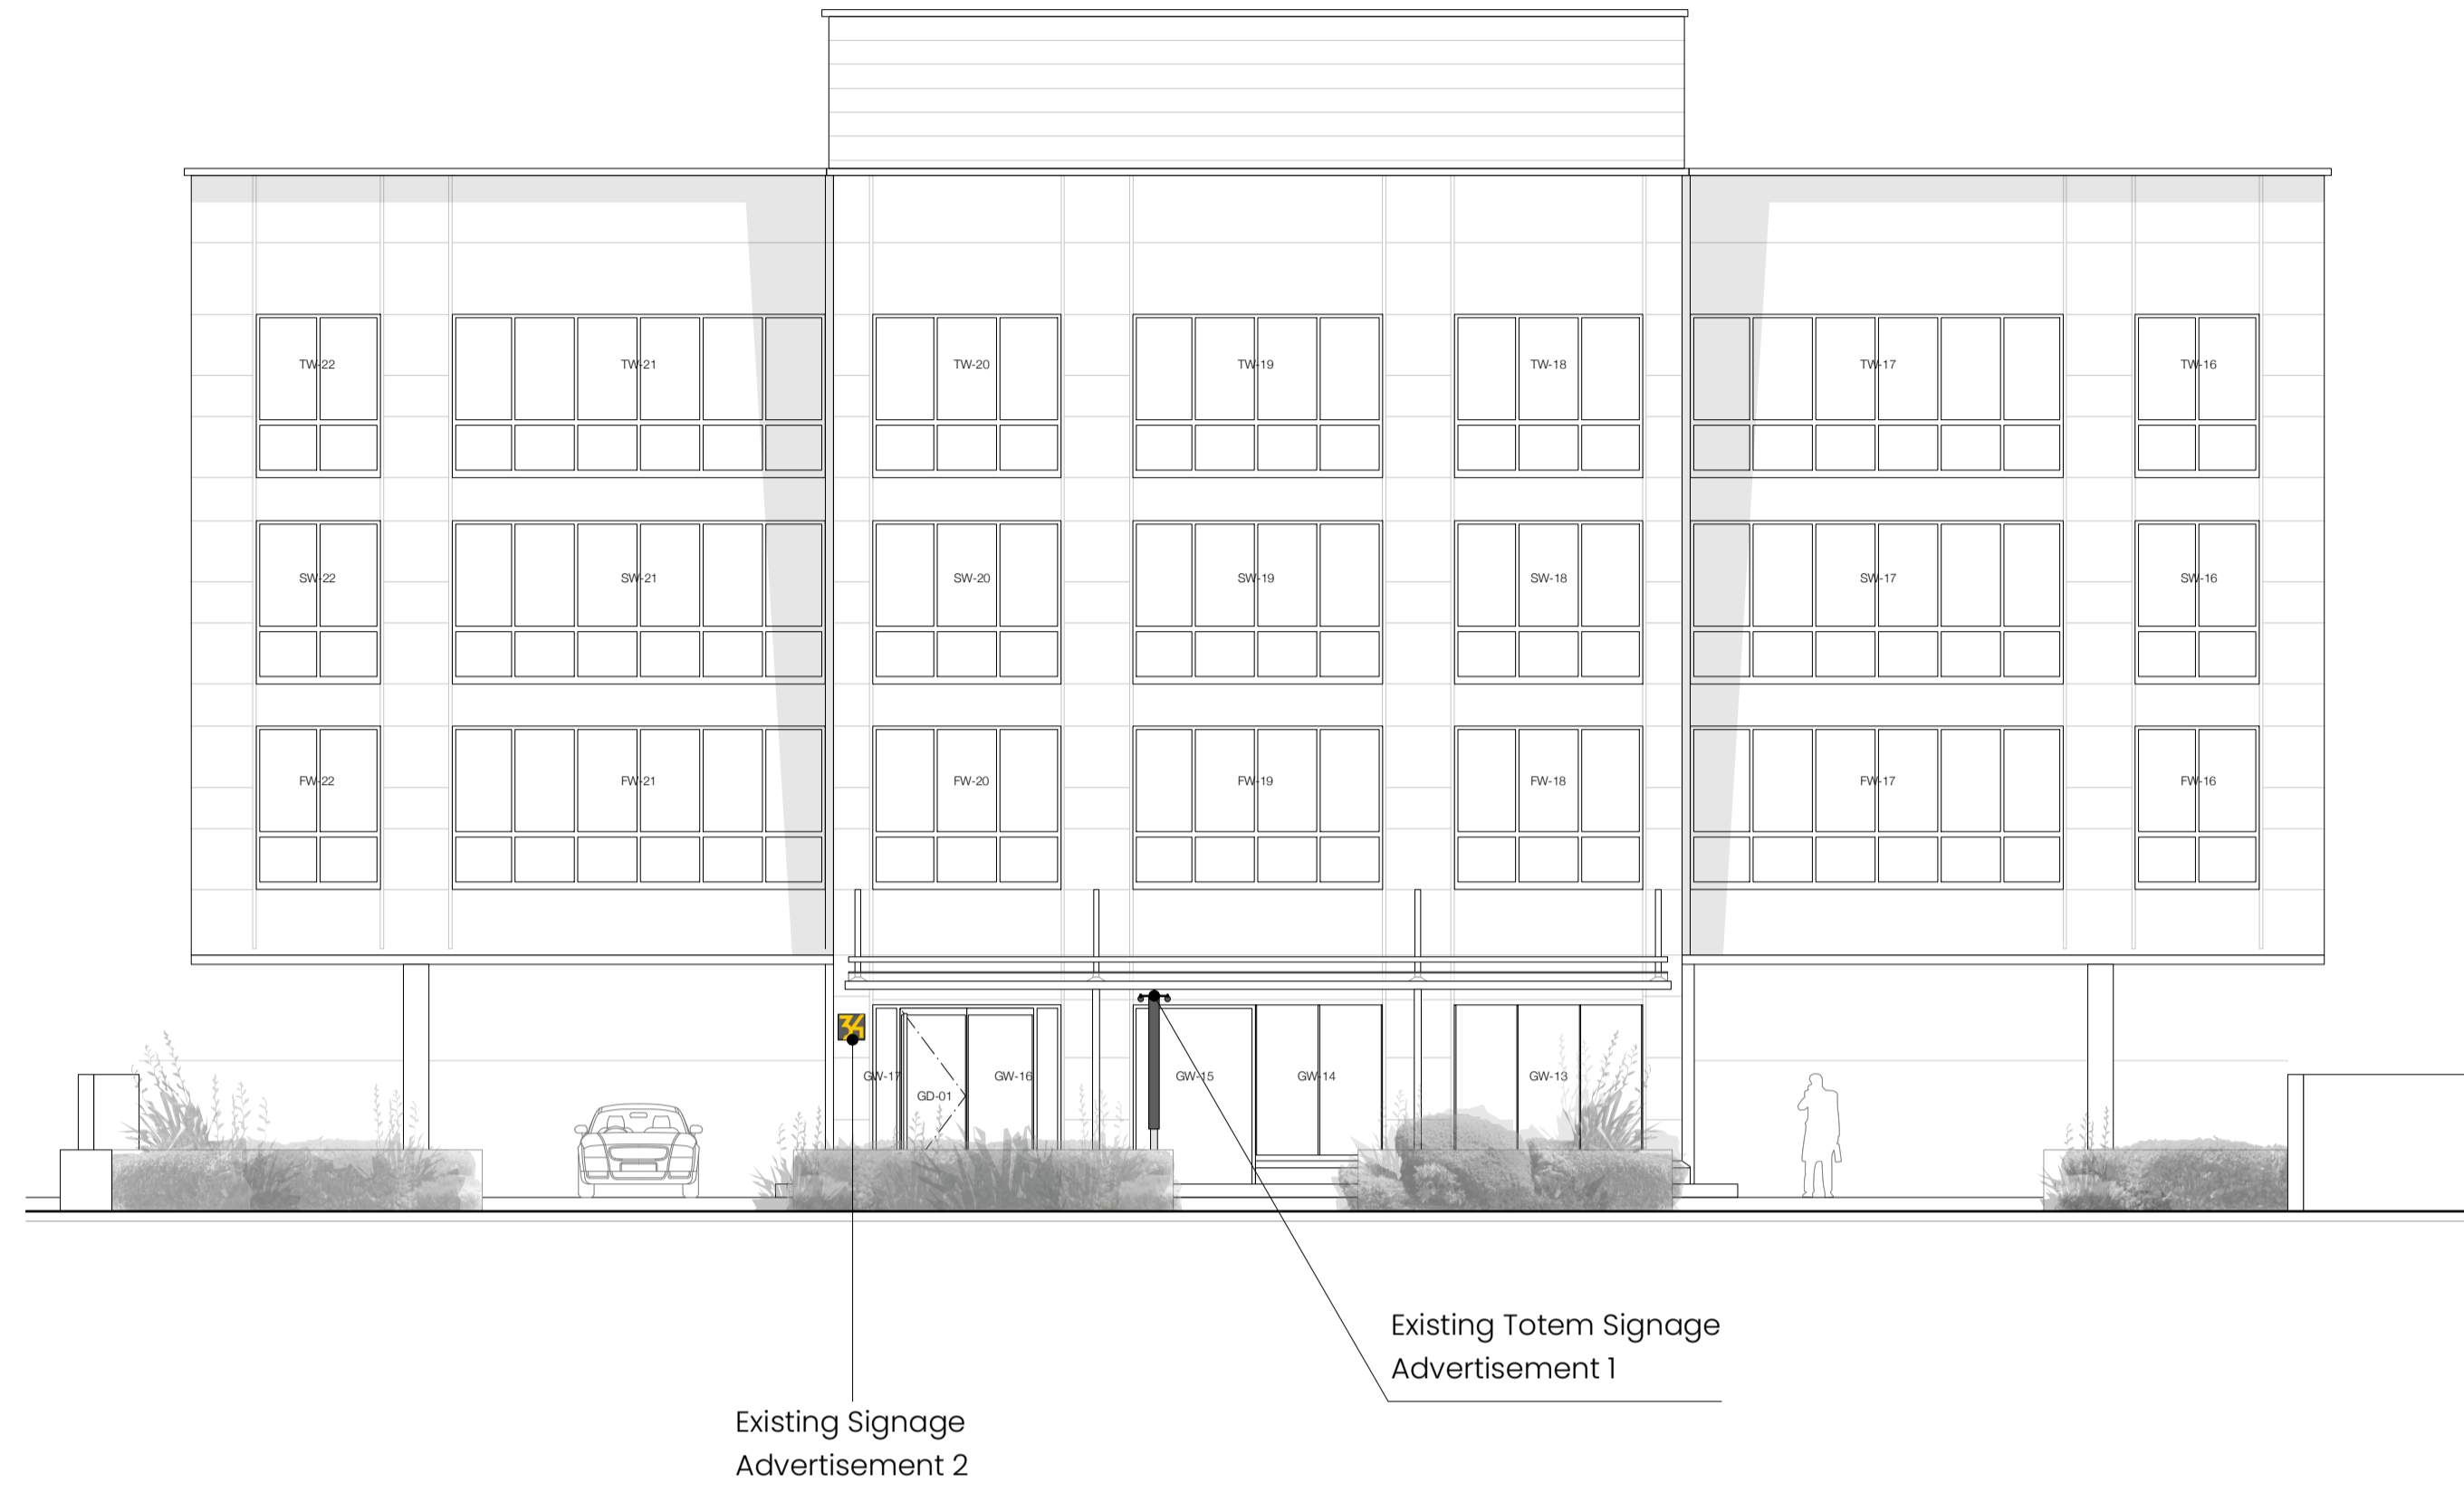 TW-22 TW-21 TW-20 TW-19 TW-18 TW-17 TW-16
SW-22 SW-21 SW-20 SW-19 SW-18 SW-17 SW-16
FW-22 FW-21 FW-20 FW-19 FW-18 FW-17 FW-16
34
GW-17 GW-16 GW-15 GW-14 GW-13
GD-01
Existing Totem Signage
Advertisement 1
Existing Signage
Advertisement 2